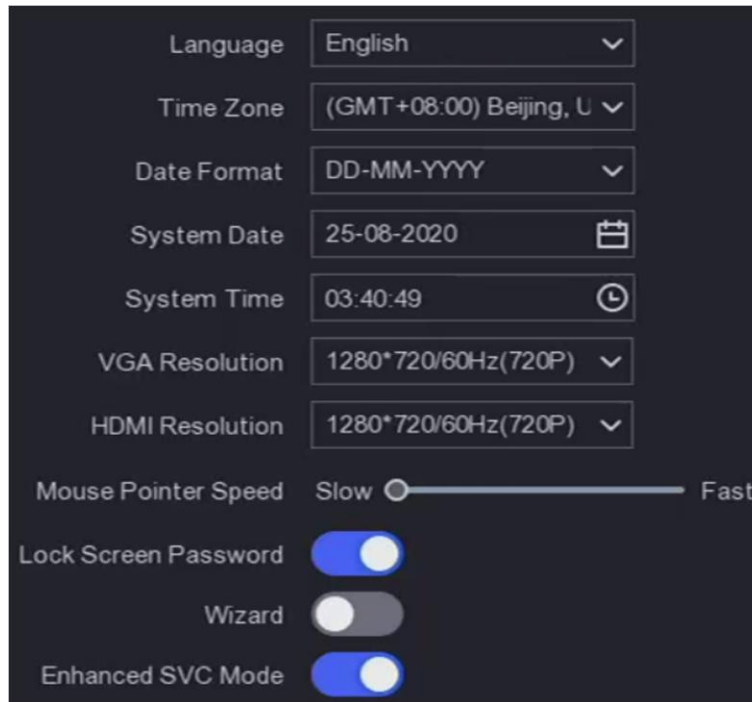 Language English
Time Zone (GMT+08:00) Beijing, U
Date Format DD-MM-YYYY
System Date 25-08-2020
System Time 03:40:49
VGA Resolution 1280*720/60Hz(720P)
HDMI Resolution 1280*720/60Hz(720P)
Mouse Pointer Speed Slow Fast
Lock Screen Password
Wizard
Enhanced SVC Mode